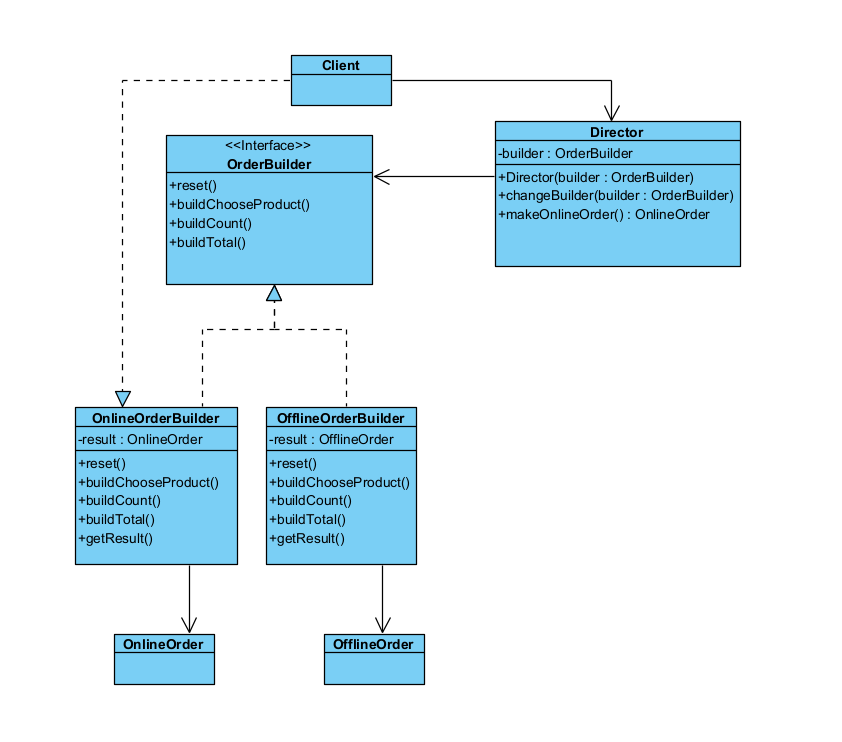 Client
Director
-builder : OrderBuilder
+Director(builder : OrderBuilder)
+changeBuilder(builder : OrderBuilder)
+makeOnlineOrder() : OnlineOrder
<<Interface>>
OrderBuilder
+reset()
+buildChooseProduct()
+buildCount()
+buildTotal()
OnlineOrderBuilder
-result : OnlineOrder
+reset()
+buildChooseProduct()
+buildCount()
+buildTotal()
+getResult()
OfflineOrderBuilder
-result : OfflineOrder
+reset()
+buildChooseProduct()
+buildCount()
+buildTotal()
+getResult()
OnlineOrder
OfflineOrder